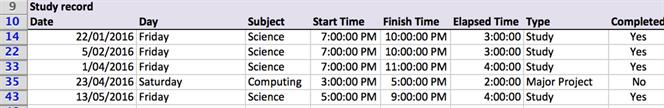 9 Study record
10 Date Day Subject Start Time Finish Time Elapsed Time Type Completed
14 22/01/2016 Friday Science 7:00:00 PM 10:00:00 PM 3:00:00 Study Yes
22 5/02/2016 Friday Science 7:00:00 PM 10:00:00 PM 3:00:00 Study Yes
33 1/04/2016 Friday Science 7:00:00 PM 11:00:00 PM 4:00:00 Study Yes
35 23/04/2016 Saturday Computing 3:00:00 PM 5:00:00 PM 2:00:00 Major Project No
43 13/05/2016 Friday Science 5:00:00 PM 9:00:00 PM 4:00:00 Study Yes